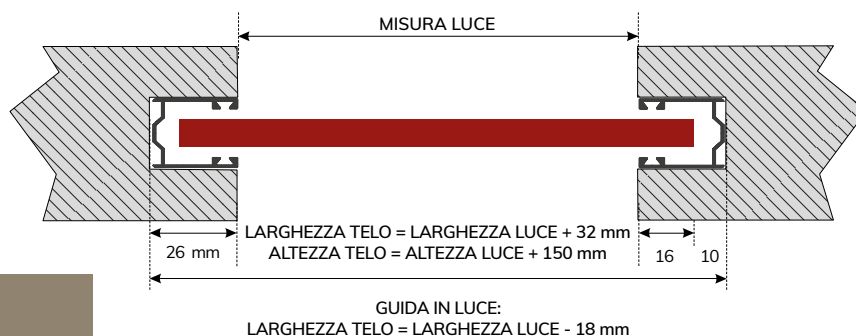 MISURA LUCE
LARGHEZZA TELO = LARGHEZZA LUCE + 32 mm
ALTEZZA TELO = ALTEZZA LUCE + 150 mm
26 mm
16
10
GUIDA IN LUCE:
LARGHEZZA TELO = LARGHEZZA LUCE - 18 mm